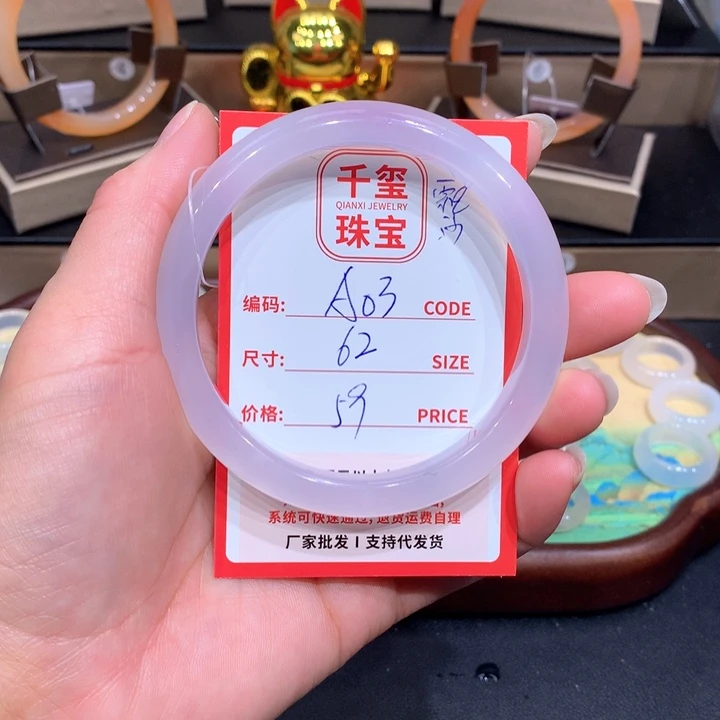 千玺
QIANXI JEWELRY
珠宝
编码: A03 CODE
尺寸: 62 SIZE
价格: 59 PRICE
系统可快速通过, 退货运费自理
厂家批发 I 支持代发货